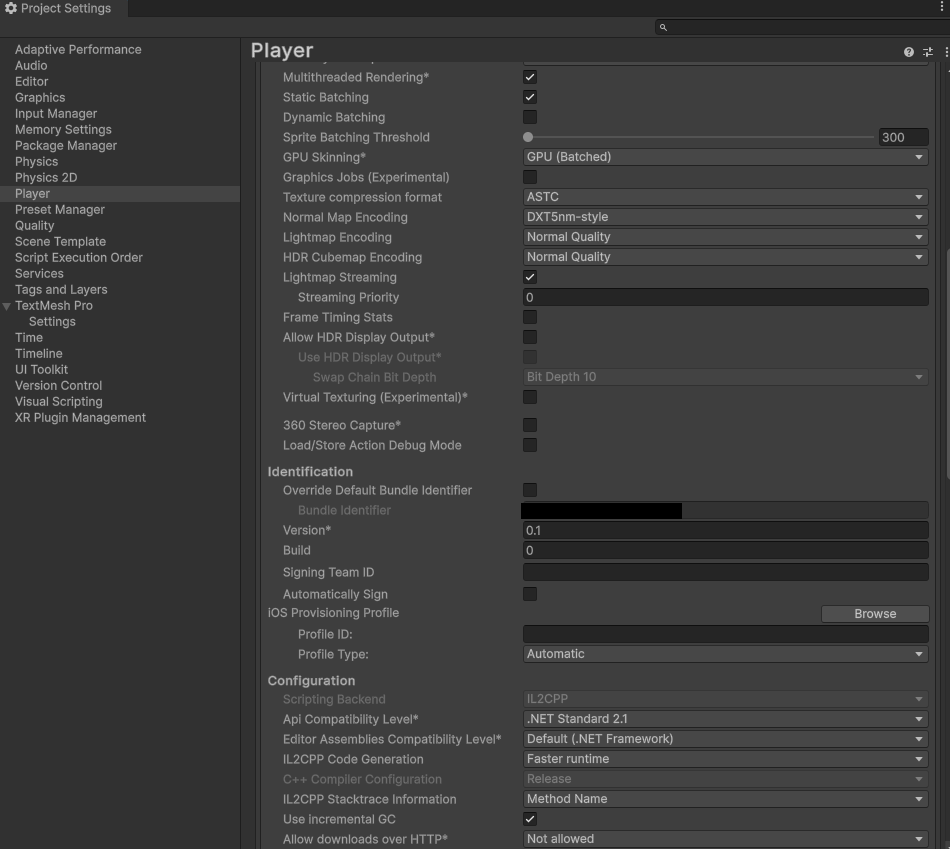 Project Settings
Adaptive Performance
Audio
Editor
Graphics
Input Manager
Memory Settings
Package Manager
Physics
Physics 2D
Player
Preset Manager
Quality
Scene Template
Script Execution Order
Services
Tags and Layers
TextMesh Pro
Settings
Time
Timeline
UI Toolkit
Version Control
Visual Scripting
XR Plugin Management
Player
Multithreaded Rendering*
Static Batching
Dynamic Batching
Sprite Batching Threshold 300
GPU Skinning* GPU (Batched)
Graphics Jobs (Experimental)
Texture compression format ASTC
Normal Map Encoding DXT5nm-style
Lightmap Encoding Normal Quality
HDR Cubemap Encoding Normal Quality
Lightmap Streaming
Streaming Priority 0
Frame Timing Stats
Allow HDR Display Output*
Use HDR Display Output*
Swap Chain Bit Depth Bit Depth 10
Virtual Texturing (Experimental)*
360 Stereo Capture*
Load/Store Action Debug Mode
Identification
Override Default Bundle Identifier
Bundle Identifier
Version* 0.1
Build 0
Signing Team ID
Automatically Sign
iOS Provisioning Profile Browse
Profile ID:
Profile Type: Automatic
Configuration
Scripting Backend IL2CPP
Api Compatibility Level* .NET Standard 2.1
Editor Assemblies Compatibility Level* Default (.NET Framework)
IL2CPP Code Generation Faster runtime
C++ Compiler Configuration Release
IL2CPP Stacktrace Information Method Name
Use incremental GC
Allow downloads over HTTP* Not allowed